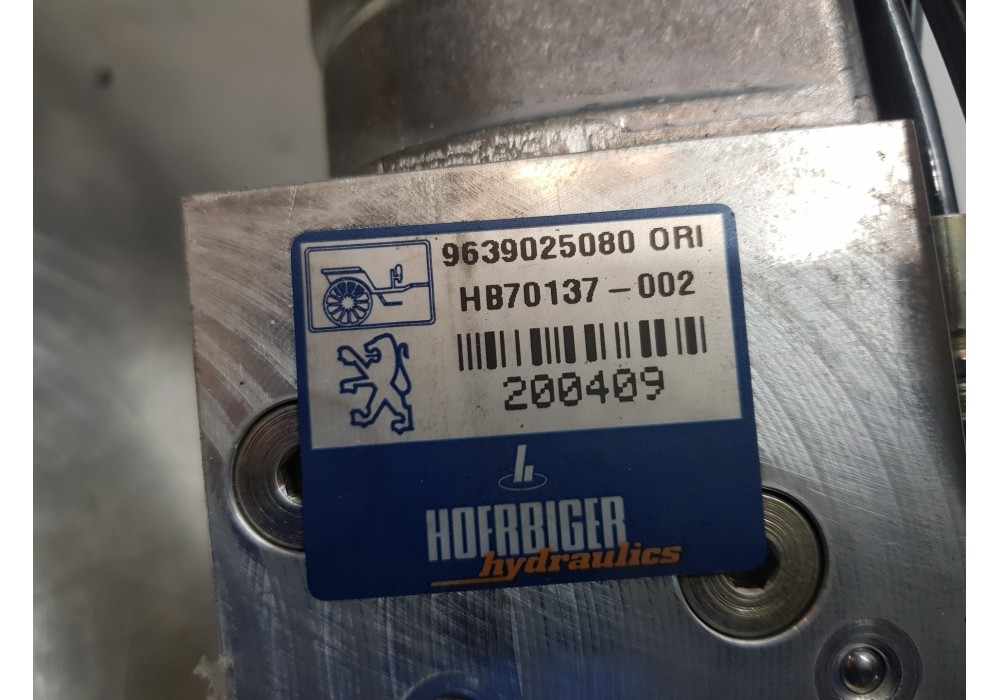 9639025080 ORI
HB70137-002
200409
HOERBIGER
hydraulics